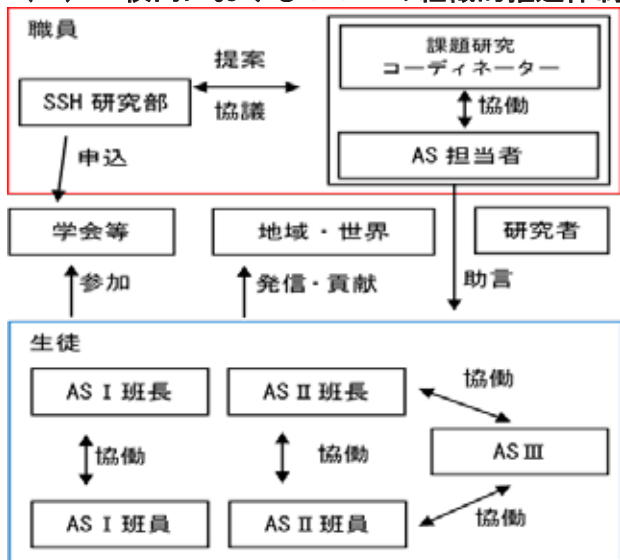 職員
課題研究
コーディネーター
提案
SSH 研究部
協議
協働
AS 担当者
申込
学会等
地域・世界
研究者
参加
発信・貢献
助言
生徒
AS Ⅰ 班長
AS Ⅱ 班長
協働
AS Ⅲ
協働
協働
AS Ⅰ 班員
AS Ⅱ 班員
協働